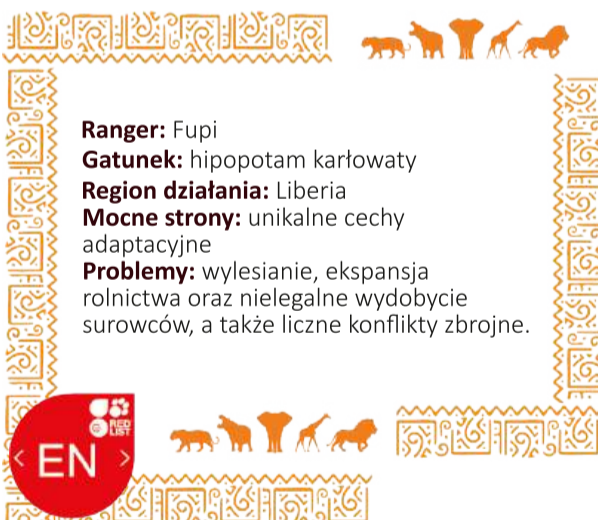 Ranger: Fupi
Gatunek: hipopotam karłowaty
Region działania: Liberia
Mocne strony: unikalne cechy
adaptacyjne
Problemy: wylesianie, ekspansja
rolnictwa oraz nielegalne wydobycie
surowców, a także liczne konflikty zbrojne.
RED
LIST
< EN >